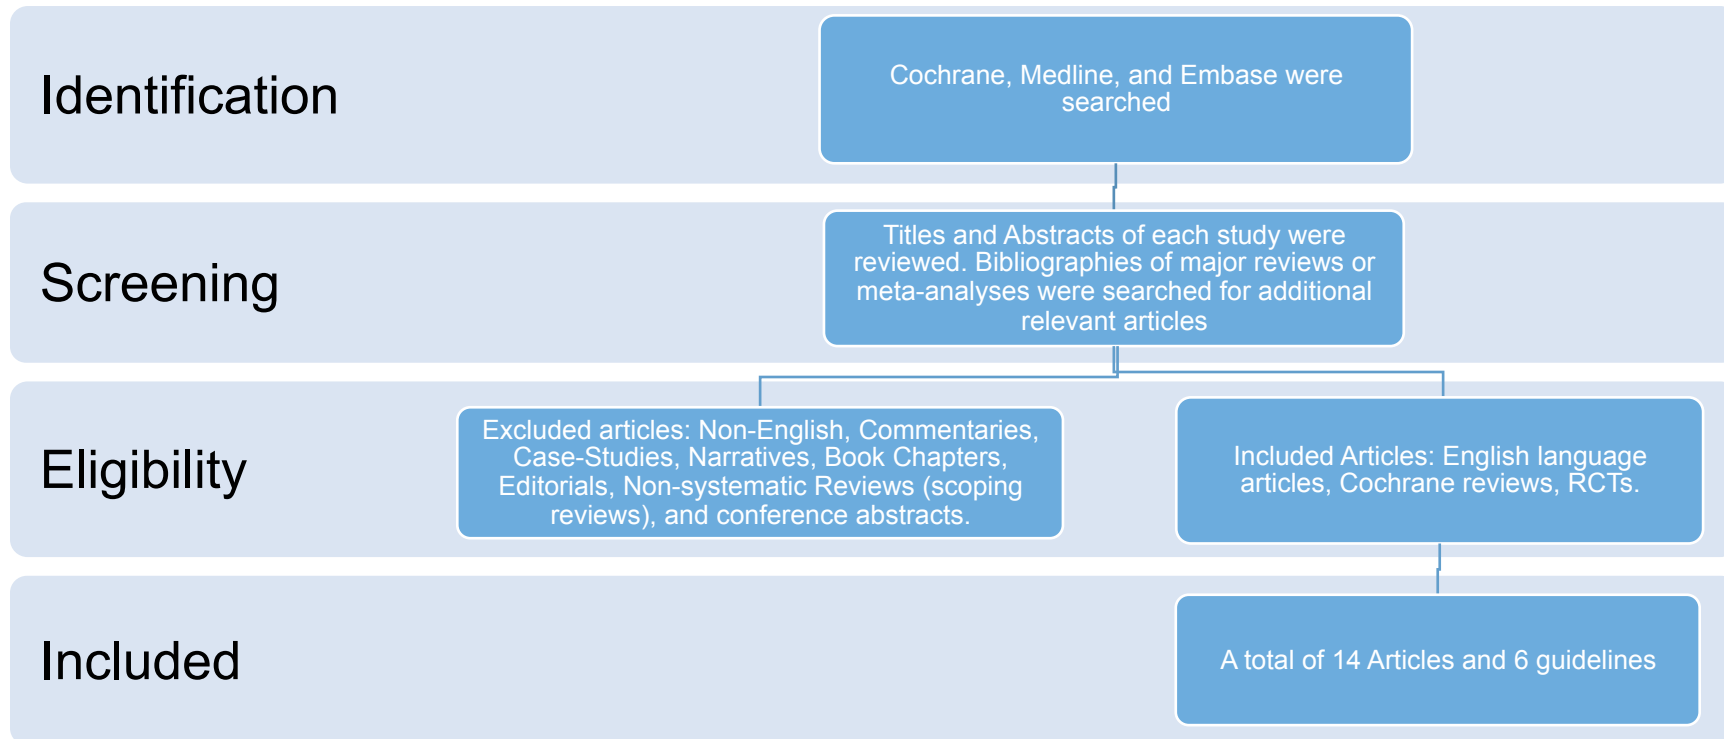 Identification
Cochrane, Medline, and Embase were
searched
Screening
Titles and Abstracts of each study were
reviewed. Bibliographies of major reviews or
meta-analyses were searched for additional
relevant articles
Eligibility
Excluded articles: Non-English, Commentaries,
Case-Studies, Narratives, Book Chapters,
Editorials, Non-systematic Reviews (scoping
reviews), and conference abstracts.
Included Articles: English language
articles, Cochrane reviews, RCTs.
Included
A total of 14 Articles and 6 guidelines